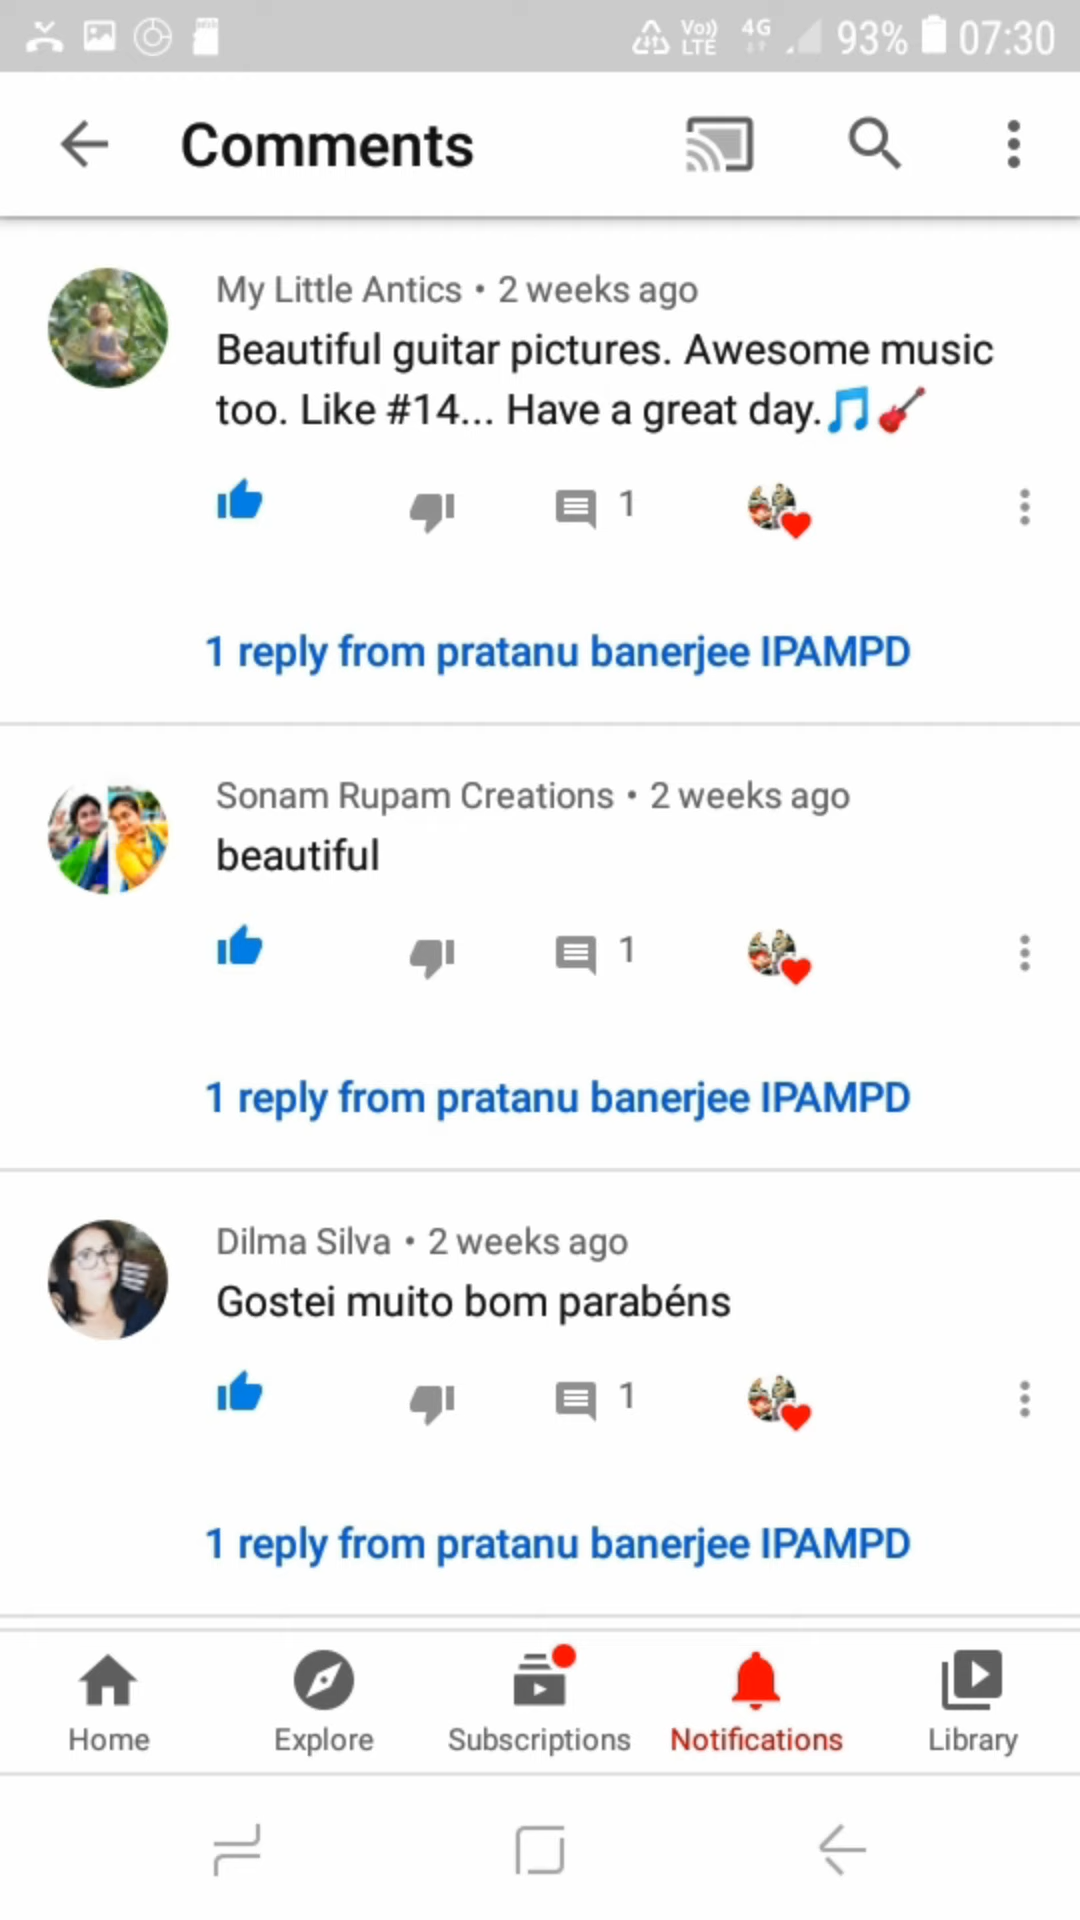 Vo)) LTE 4G 93% 07:30
Comments
My Little Antics • 2 weeks ago
Beautiful guitar pictures. Awesome music
too. Like #14... Have a great day.🎵🎸
1
1 reply from pratanu banerjee IPAMPD
Sonam Rupam Creations • 2 weeks ago
beautiful
1
1 reply from pratanu banerjee IPAMPD
Dilma Silva • 2 weeks ago
Gostei muito bom parabéns
1
1 reply from pratanu banerjee IPAMPD
Home Explore Subscriptions Notifications Library